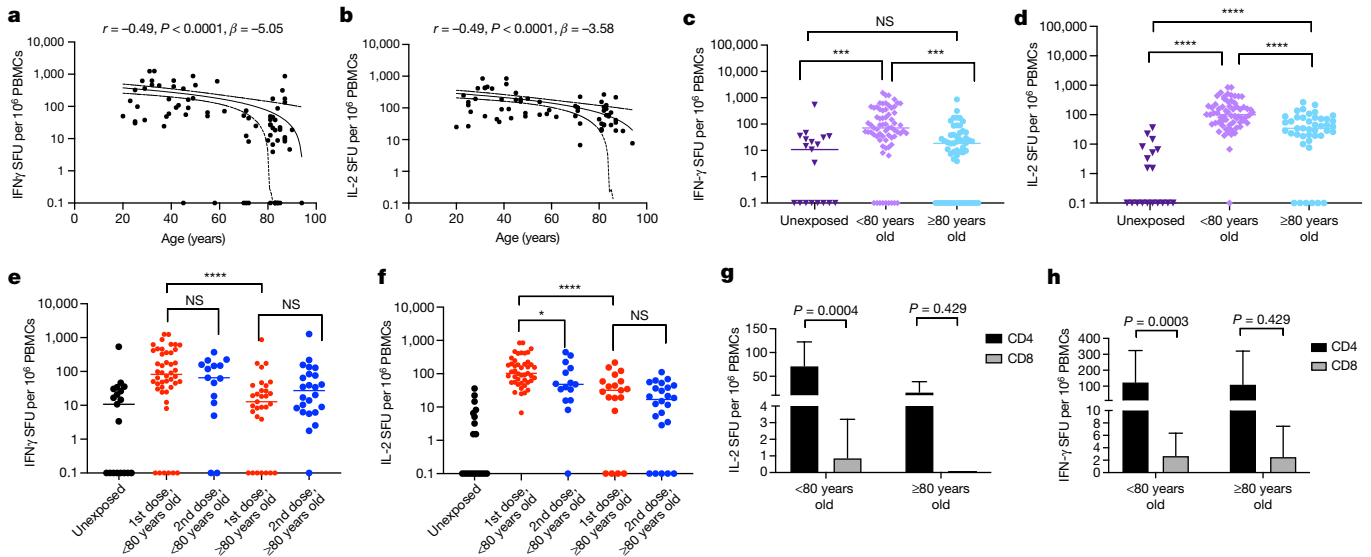 a
r = –0.49, P < 0.0001, β = –5.05
IFNγ SFU per 10⁶ PBMCs
10,000
1,000
100
10
1
0.1
0 20 40 60 80 100
Age (years)
b
r = –0.49, P < 0.0001, β = –3.58
IL-2 SFU per 10⁶ PBMCs
10,000
1,000
100
10
1
0.1
0 20 40 60 80 100
Age (years)
c
NS
*** ***
IFN-γ SFU per 10⁶ PBMCs
100,000
10,000
1,000
100
10
1
0.1
Unexposed <80 years ≥80 years
old old
d
****
**** ****
IL-2 SFU per 10⁶ PBMCs
100,000
10,000
1,000
100
10
1
0.1
Unexposed <80 years ≥80 years
old old
e
****
NS NS
IFNγ SFU per 10⁶ PBMCs
10,000
1,000
100
10
1
0.1
Unexposed
1st dose,
<80 years old
2nd dose,
<80 years old
1st dose,
≥80 years old
2nd dose,
≥80 years old
f
****
* NS
IL-2 SFU per 10⁶ PBMCs
10,000
1,000
100
10
1
0.1
Unexposed
1st dose,
<80 years old
2nd dose,
<80 years old
1st dose,
≥80 years old
2nd dose,
≥80 years old
g
P = 0.0004 P = 0.429
CD4
CD8
IL-2 SFU per 10⁶ PBMCs
150
100
50
4
3
2
1
0
<80 years ≥80 years
old old
h
P = 0.0003 P = 0.429
CD4
CD8
IFN-γ SFU per 10⁶ PBMCs
400
300
200
100
10
8
6
4
2
0
<80 years ≥80 years
old old